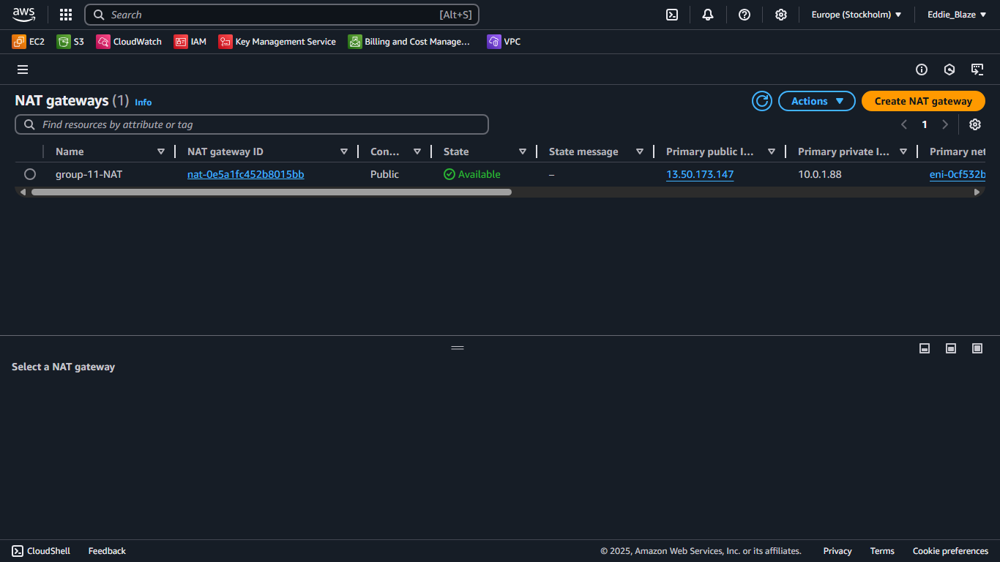 aws
Search [Alt+S]
Europe (Stockholm)
Eddie_Blaze
EC2
S3
CloudWatch
IAM
Key Management Service
Billing and Cost Manage...
VPC
NAT gateways (1) Info
Actions
Create NAT gateway
Find resources by attribute or tag
1
Name NAT gateway ID Con... State State message Primary public I... Primary private I... Primary net
group-11-NAT nat-0e5a1fc452b8015bb Public Available – 13.50.173.147 10.0.1.88 eni-0cf532b
Select a NAT gateway
CloudShell Feedback © 2025, Amazon Web Services, Inc. or its affiliates. Privacy Terms Cookie preferences